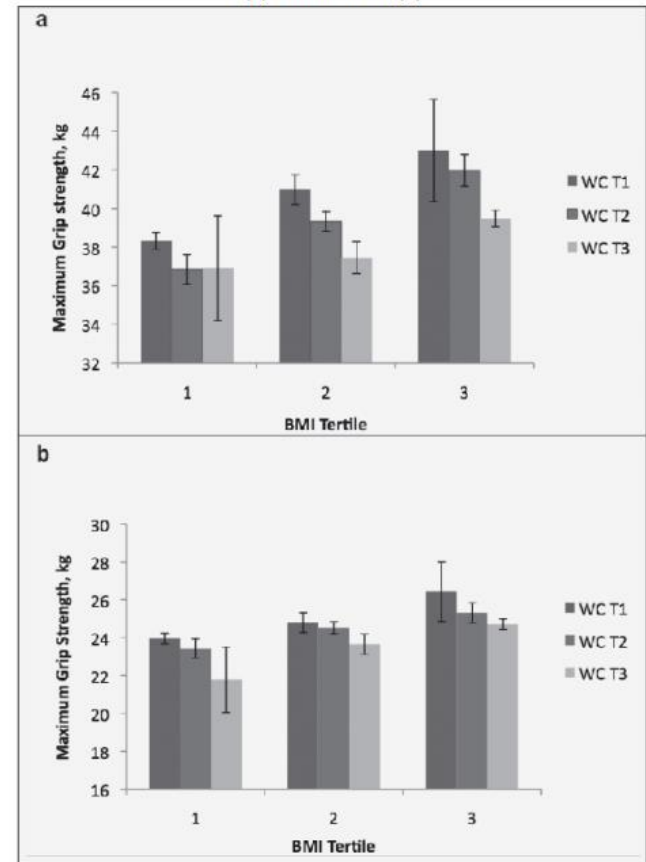 a
Maximum Grip strength, kg
46
44
42
40
38
36
34
32
1 2 3
BMI Tertile
WC T1
WC T2
WC T3
b
Maximum Grip Strength, kg
30
28
26
24
22
20
18
16
1 2 3
BMI Tertile
WC T1
WC T2
WC T3